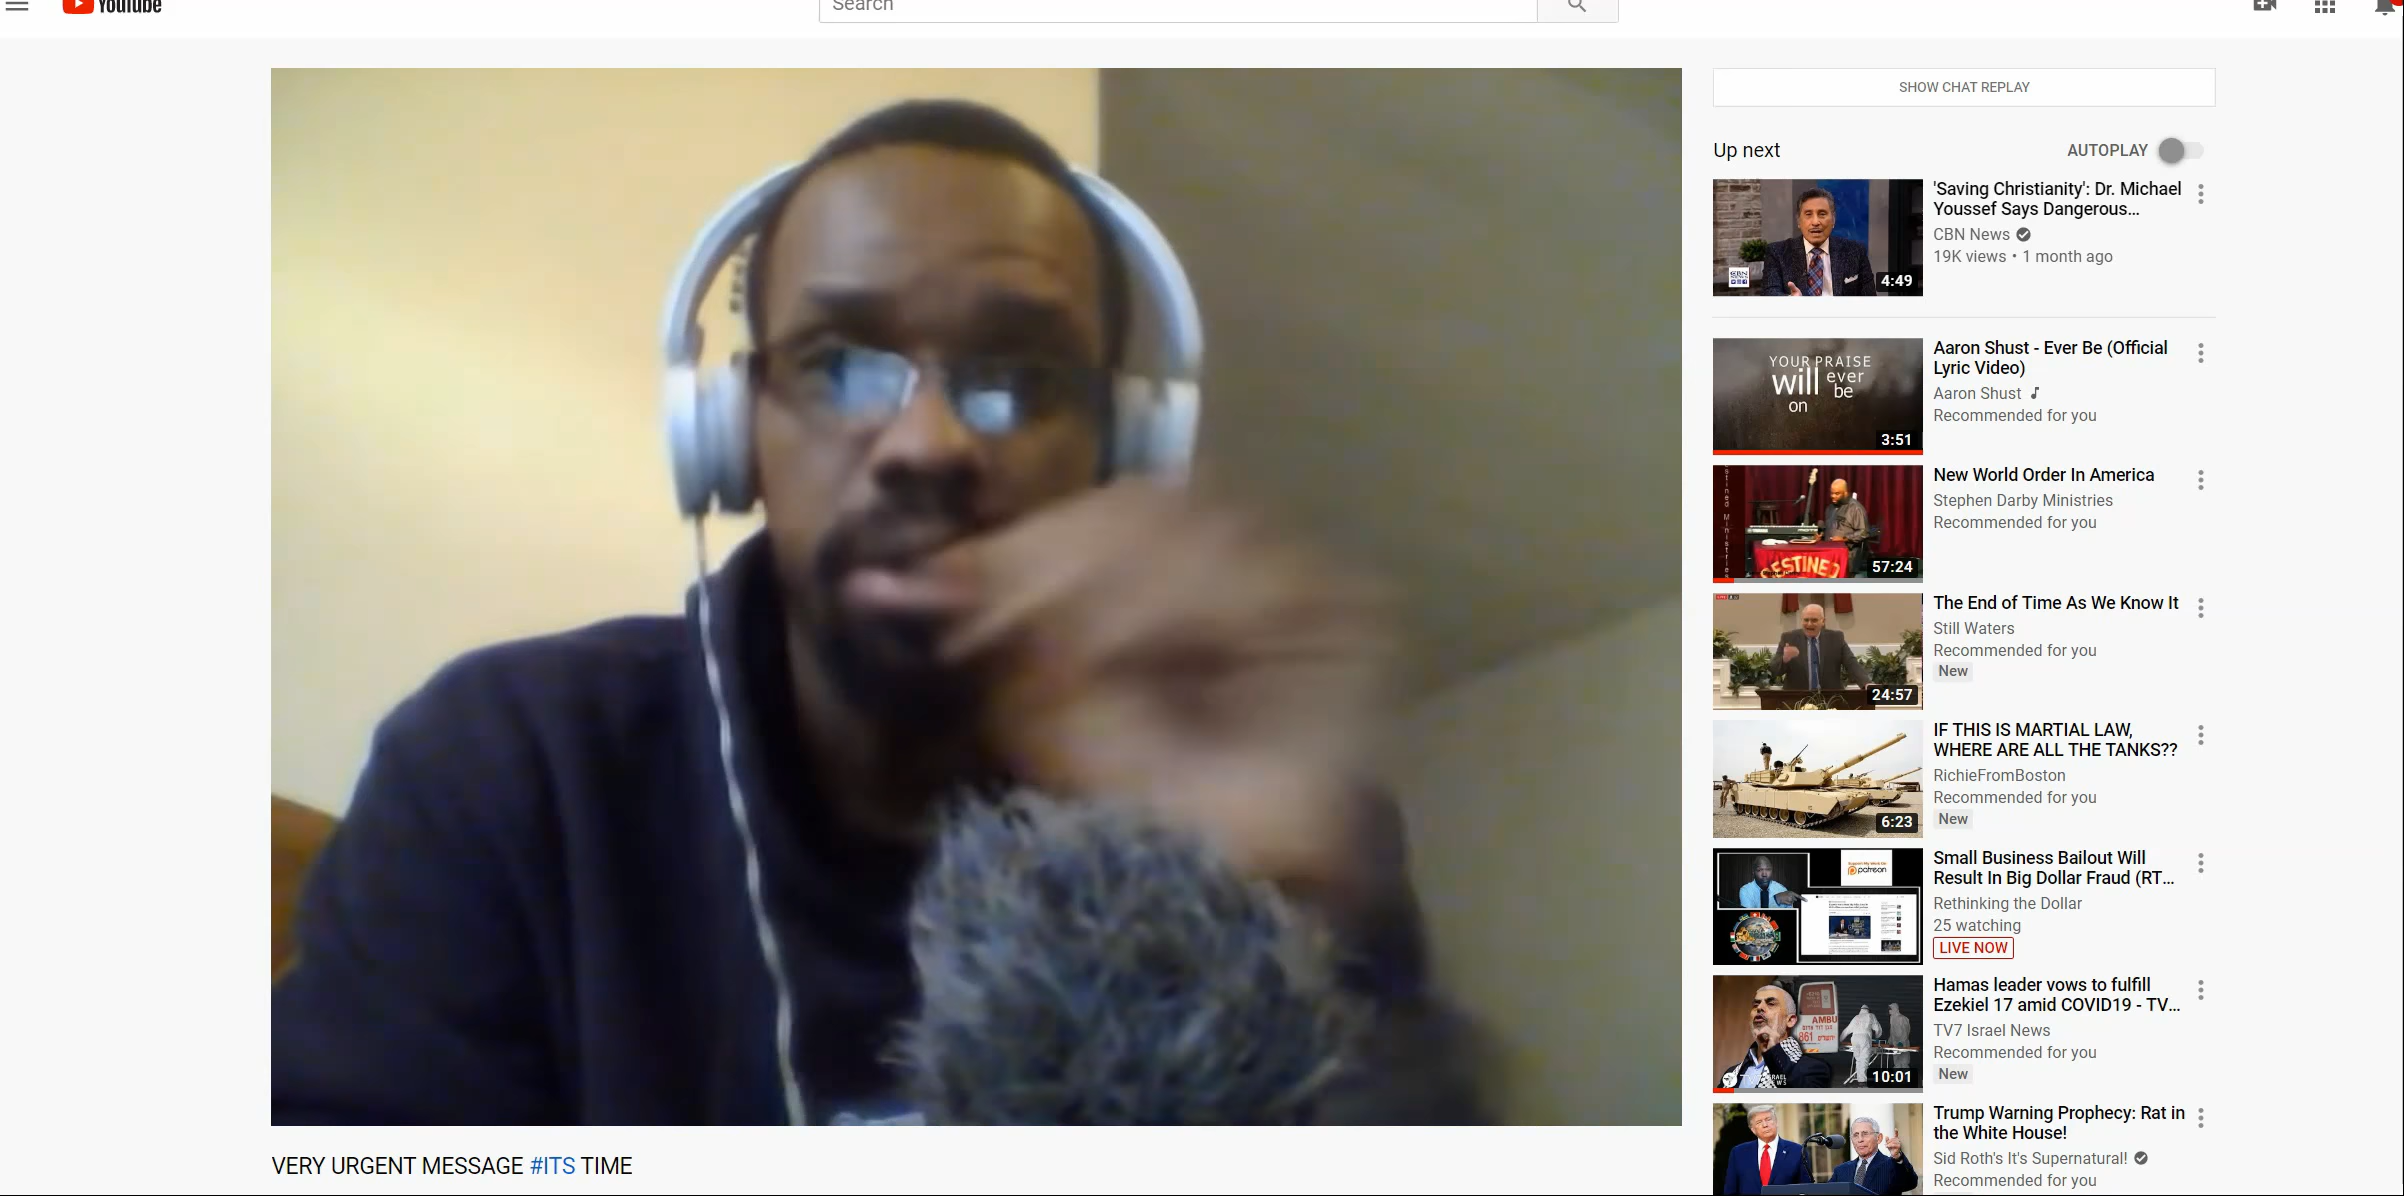 YouTube
Search
SHOW CHAT REPLAY
Up next
AUTOPLAY
'Saving Christianity': Dr. Michael
Youssef Says Dangerous...
CBN News
19K views • 1 month ago
CBN
4:49
YOUR PRAISE
will ever
be
on
3:51
Aaron Shust - Ever Be (Official
Lyric Video)
Aaron Shust
Recommended for you
ESTINED
57:24
New World Order In America
Stephen Darby Ministries
Recommended for you
24:57
The End of Time As We Know It
Still Waters
Recommended for you
New
6:23
IF THIS IS MARTIAL LAW,
WHERE ARE ALL THE TANKS??
RichieFromBoston
Recommended for you
New
patreon
Small Business Bailout Will
Result In Big Dollar Fraud (RT...
Rethinking the Dollar
25 watching
LIVE NOW
AMBU
10:01
Hamas leader vows to fulfill
Ezekiel 17 amid COVID19 - TV...
TV7 Israel News
Recommended for you
New
Trump Warning Prophecy: Rat in
the White House!
Sid Roth's It's Supernatural!
Recommended for you
VERY URGENT MESSAGE #ITS TIME